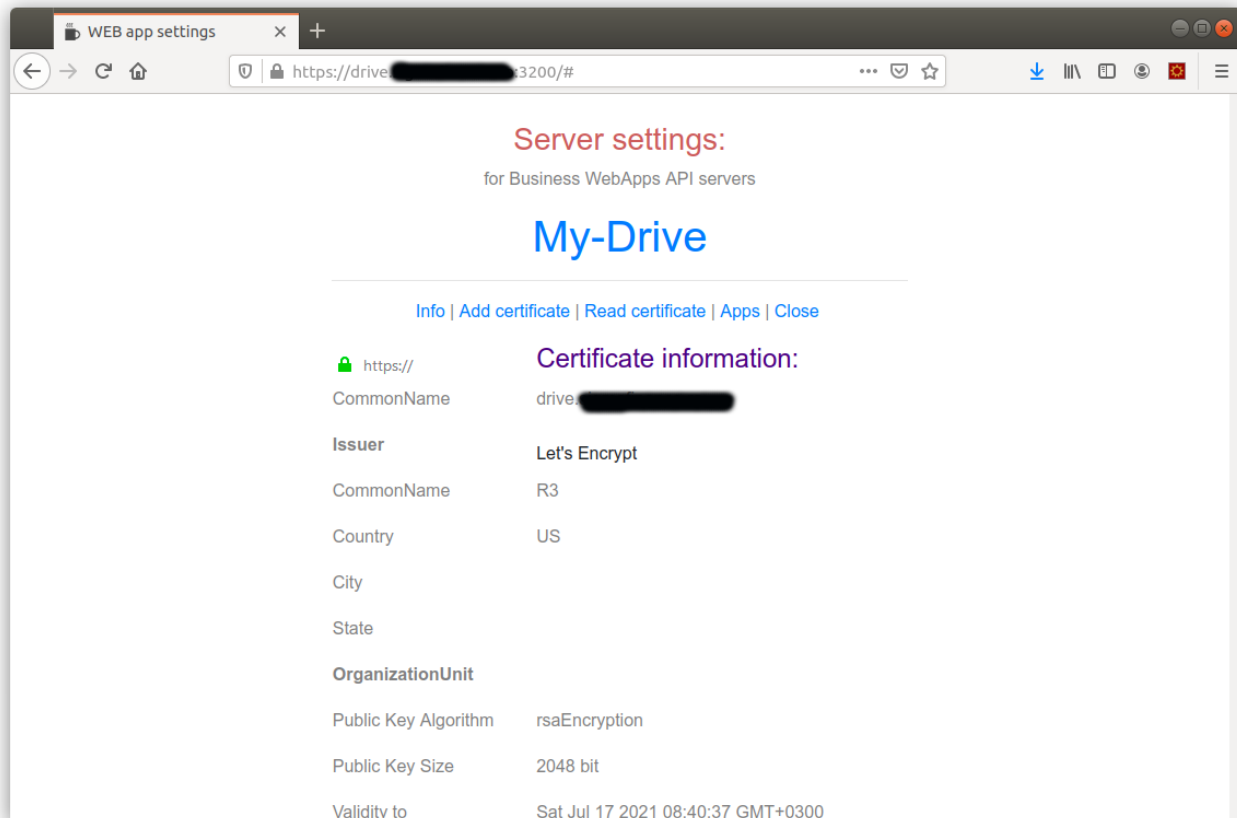 WEB app settings
https://drive. :3200/#
Server settings:
for Business WebApps API servers
My-Drive
Info | Add certificate | Read certificate | Apps | Close
https://
Certificate information:
CommonName drive.
Issuer Let's Encrypt
CommonName R3
Country US
City
State
OrganizationUnit
Public Key Algorithm rsaEncryption
Public Key Size 2048 bit
Validity to Sat Jul 17 2021 08:40:37 GMT+0300